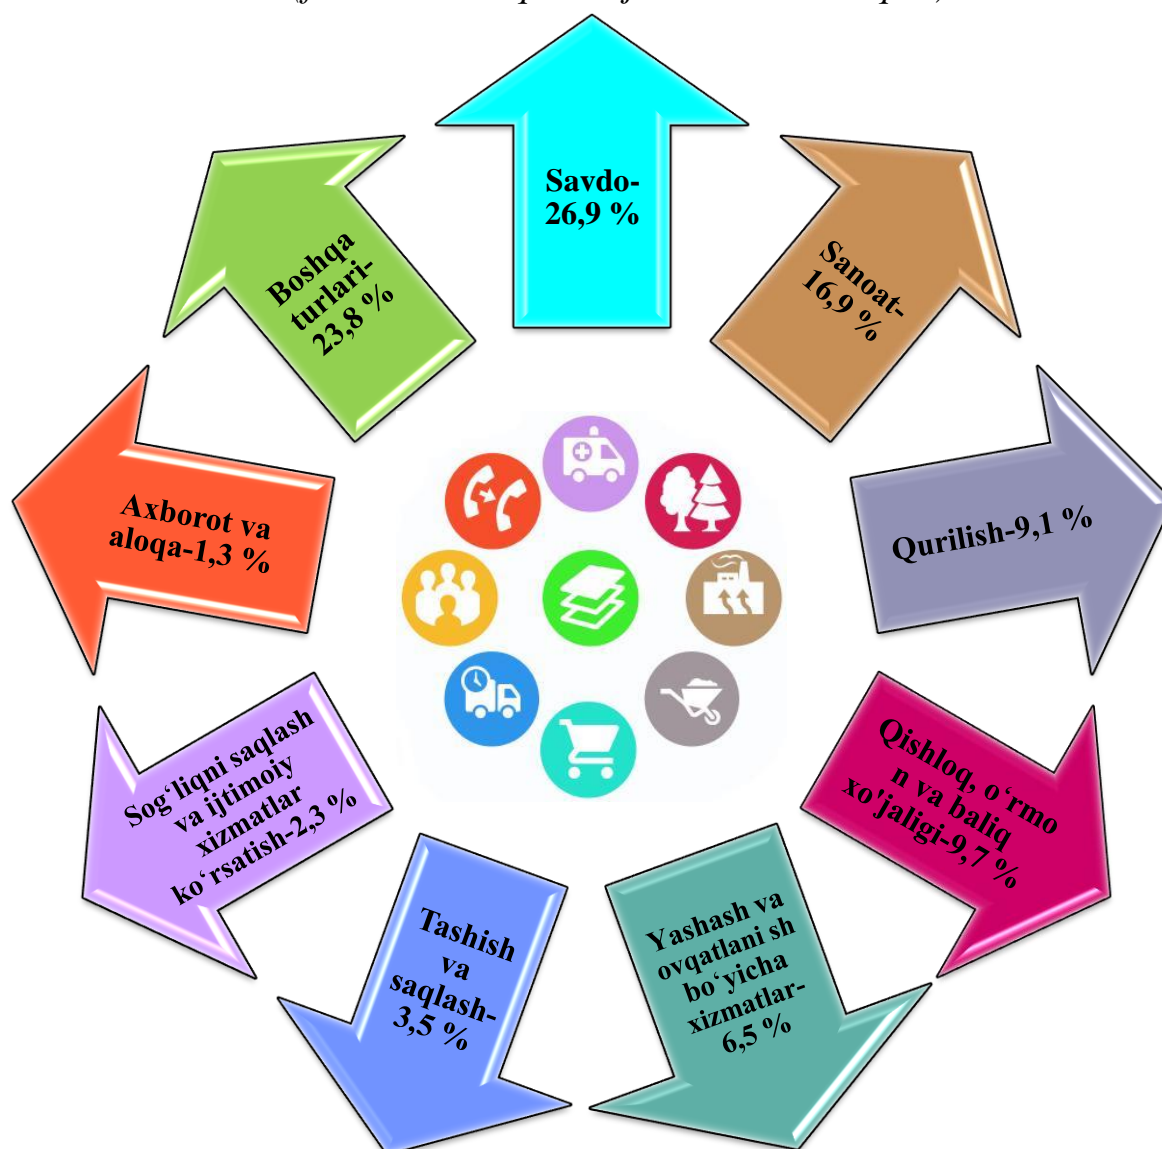 Savdo-
26,9 %
Sanoat-
16,9 %
Qurilish-9,1 %
Qishloq, o‘rmo
n va baliq
xo'jaligi-9,7 %
Yashash va
ovqatlani sh
bo‘yicha
xizmatlar-
6,5 %
Tashish
va
saqlash-
3,5 %
Sog‘liqni saqlash
va ijtimoiy
xizmatlar
ko‘rsatish-2,3 %
Axborot va
aloqa-1,3 %
Boshqa
turlari-
23,8 %